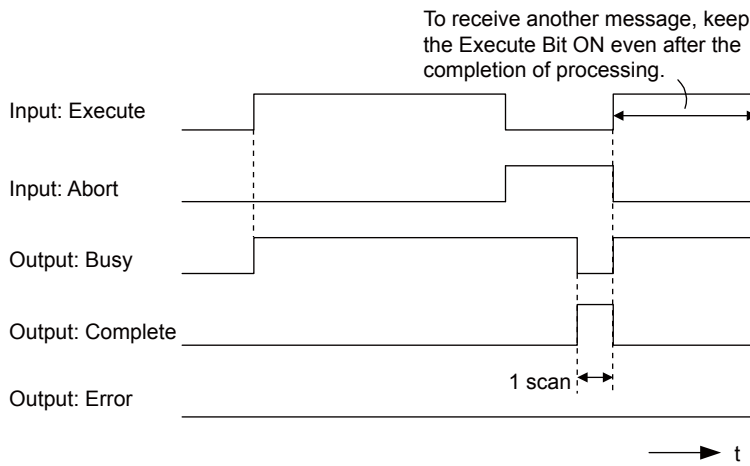 To receive another message, keep
the Execute Bit ON even after the
completion of processing.
Input: Execute
Input: Abort
Output: Busy
Output: Complete
1 scan
Output: Error
t